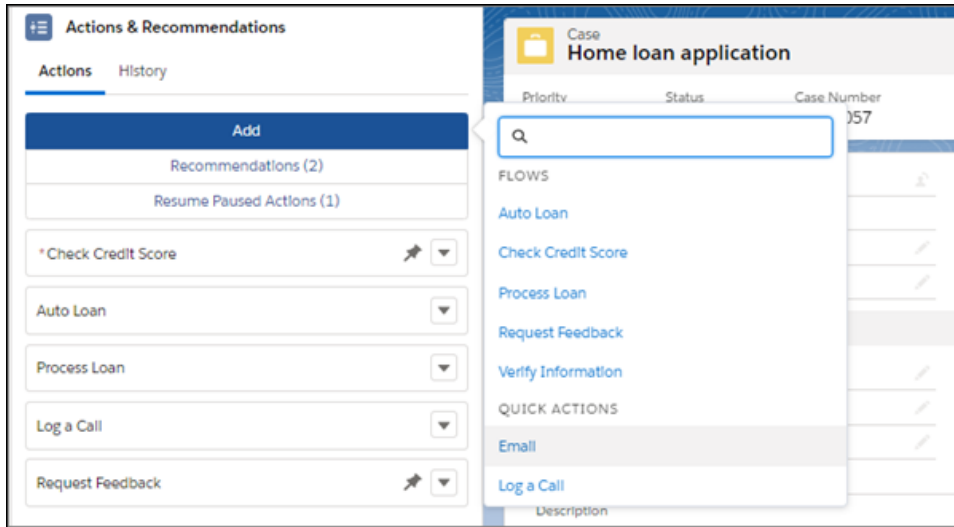 Actions & Recommendations
Actions History
Add
Recommendations (2)
Resume Paused Actions (1)
*Check Credit Score
Auto Loan
Process Loan
Log a Call
Request Feedback
Case
Home loan application
Priority Status Case Number
057
FLOWS
Auto Loan
Check Credit Score
Process Loan
Request Feedback
Verify Information
QUICK ACTIONS
Email
Log a Call
Description